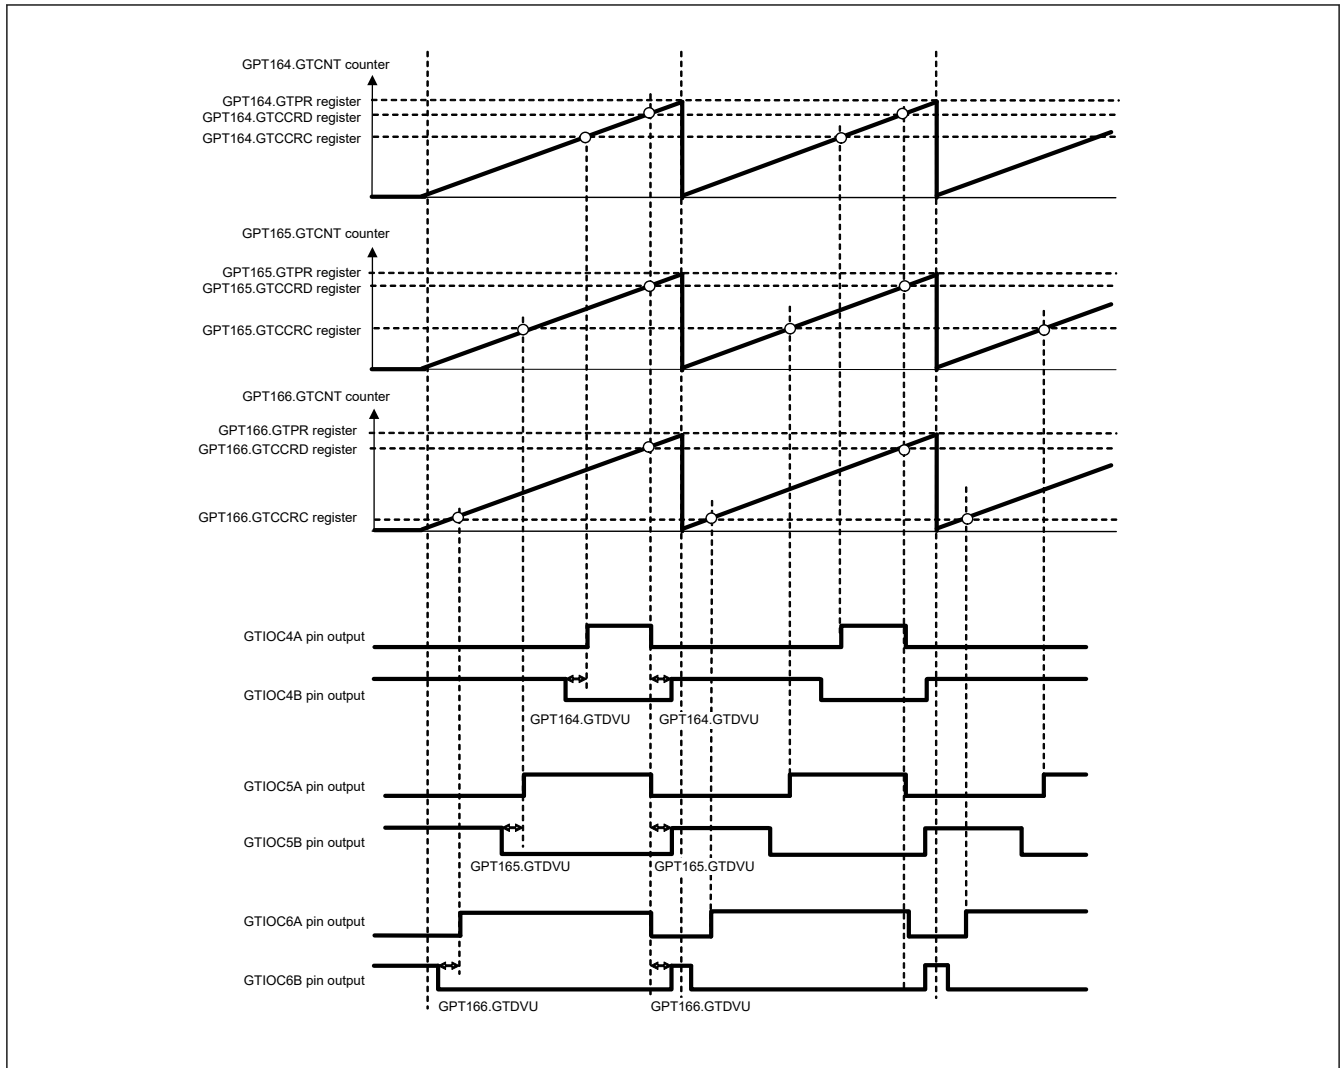 GPT164.GTCNT counter
GPT164.GTPR register
GPT164.GTCCRD register
GPT164.GTCCRC register
GPT165.GTCNT counter
GPT165.GTPR register
GPT165.GTCCRD register
GPT165.GTCCRC register
GPT166.GTCNT counter
GPT166.GTPR register
GPT166.GTCCRD register
GPT166.GTCCRC register
GTIOC4A pin output
GTIOC4B pin output
GPT164.GTDVU GPT164.GTDVU
GTIOC5A pin output
GTIOC5B pin output
GPT165.GTDVU GPT165.GTDVU
GTIOC6A pin output
GTIOC6B pin output
GPT166.GTDVU GPT166.GTDVU